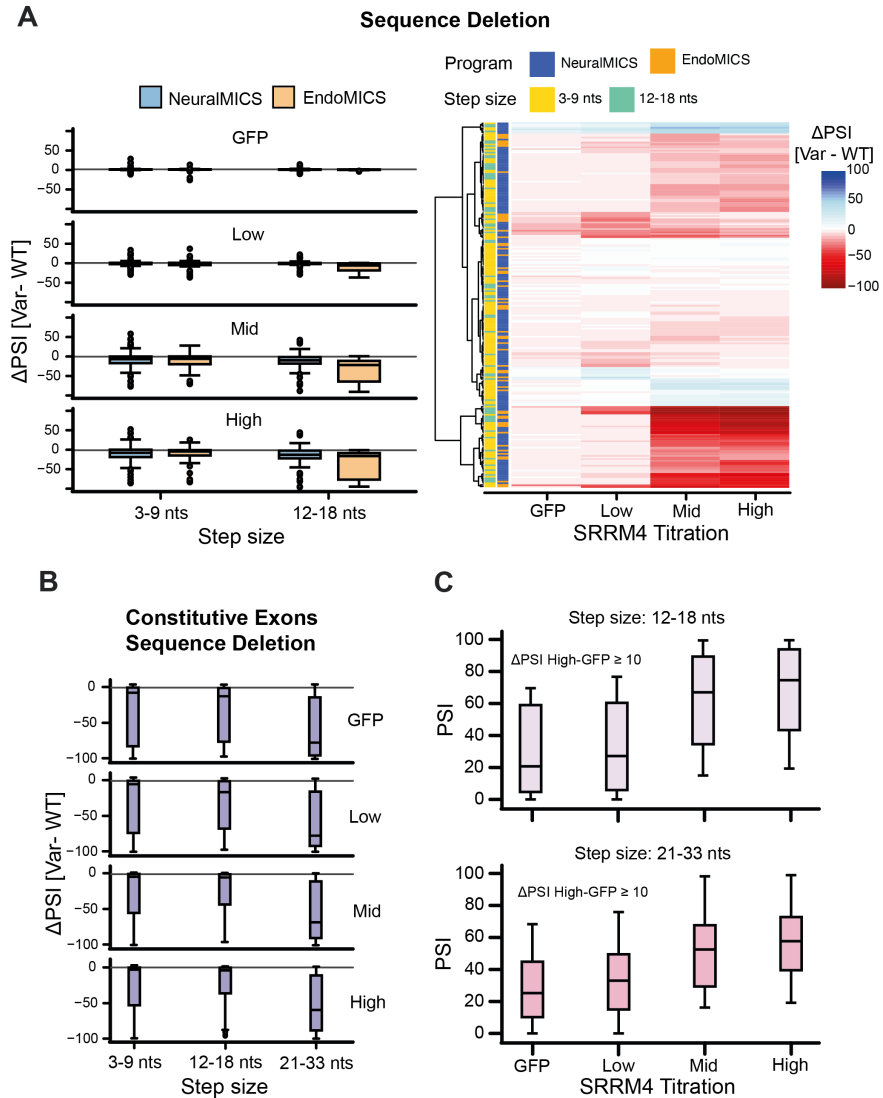 A
Sequence Deletion
NeuralMICS
EndoMICS
GFP
50
0
−50
Low
50
0
−50
Mid
50
0
−50
High
50
0
−50
ΔPSI [Var- WT]
3-9 nts
12-18 nts
Step size
Program
NeuralMICS
EndoMICS
Step size
3-9 nts
12-18 nts
ΔPSI
[Var - WT]
100
50
0
−50
−100
GFP
Low
Mid
High
SRRM4 Titration
B
Constitutive Exons
Sequence Deletion
0
−50
−100
GFP
0
−50
−100
Low
0
−50
−100
Mid
0
−50
−100
High
ΔPSI [Var- WT]
3-9 nts
12-18 nts
21-33 nts
Step size
C
Step size: 12-18 nts
ΔPSI High-GFP ≥ 10
100
80
60
40
20
0
PSI
Step size: 21-33 nts
ΔPSI High-GFP ≥ 10
100
80
60
40
20
0
PSI
GFP
Low
Mid
High
SRRM4 Titration